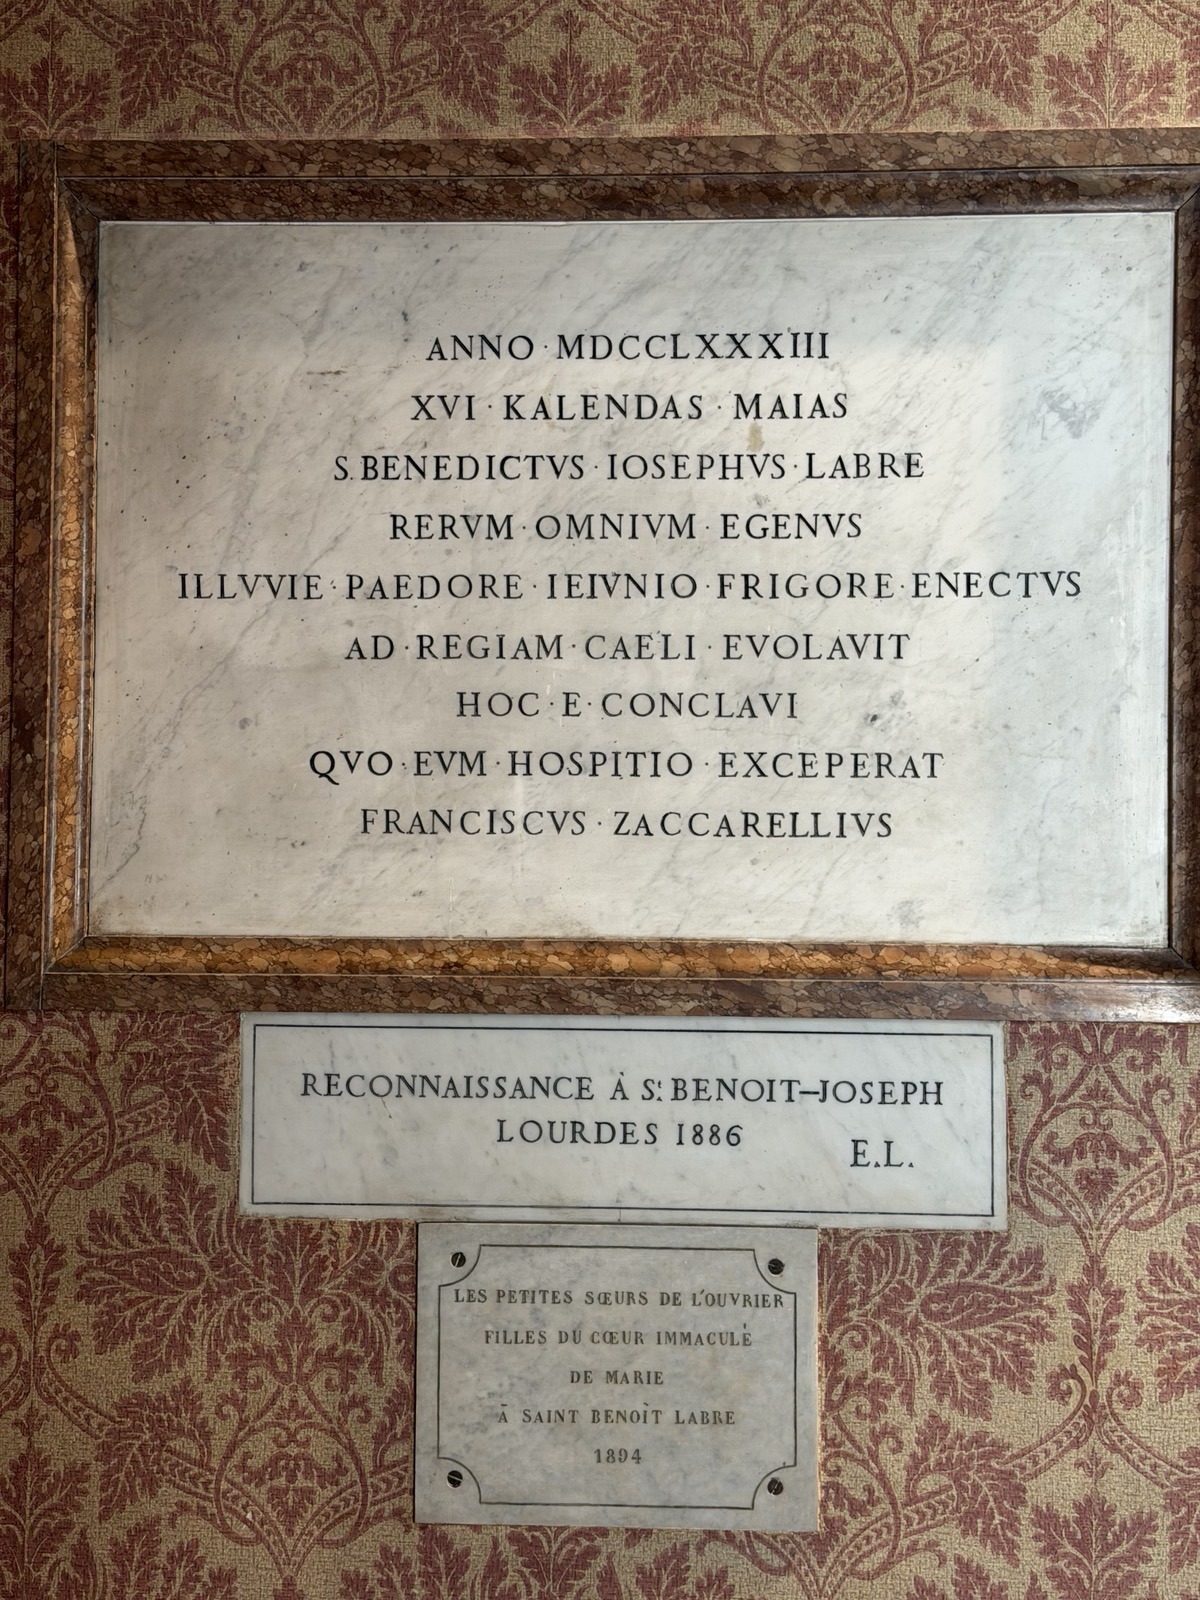 ANNO · MDCCLXXXIII
XVI · KALENDAS · MAIAS
S. BENEDICTVS · IOSEPHVS · LABRE
RERVM · OMNIVM · EGENVS
ILLVVIE · PAEDORE · IEIVNIO · FRIGORE · ENECTVS
AD · REGIAM · CAELI · EVOLAVIT
HOC · E · CONCLAVI
QVO · EVM · HOSPITIO · EXCEPERAT
FRANCISCVS · ZACCARELLIVS
RECONNAISSANCE À Sᵗ BENOIT–JOSEPH
LOURDES 1886
E.L.
LES PETITES SŒURS DE L'OUVRIER
FILLES DU CŒUR IMMACULÉ
DE MARIE
À SAINT BENOÎT LABRE
1894